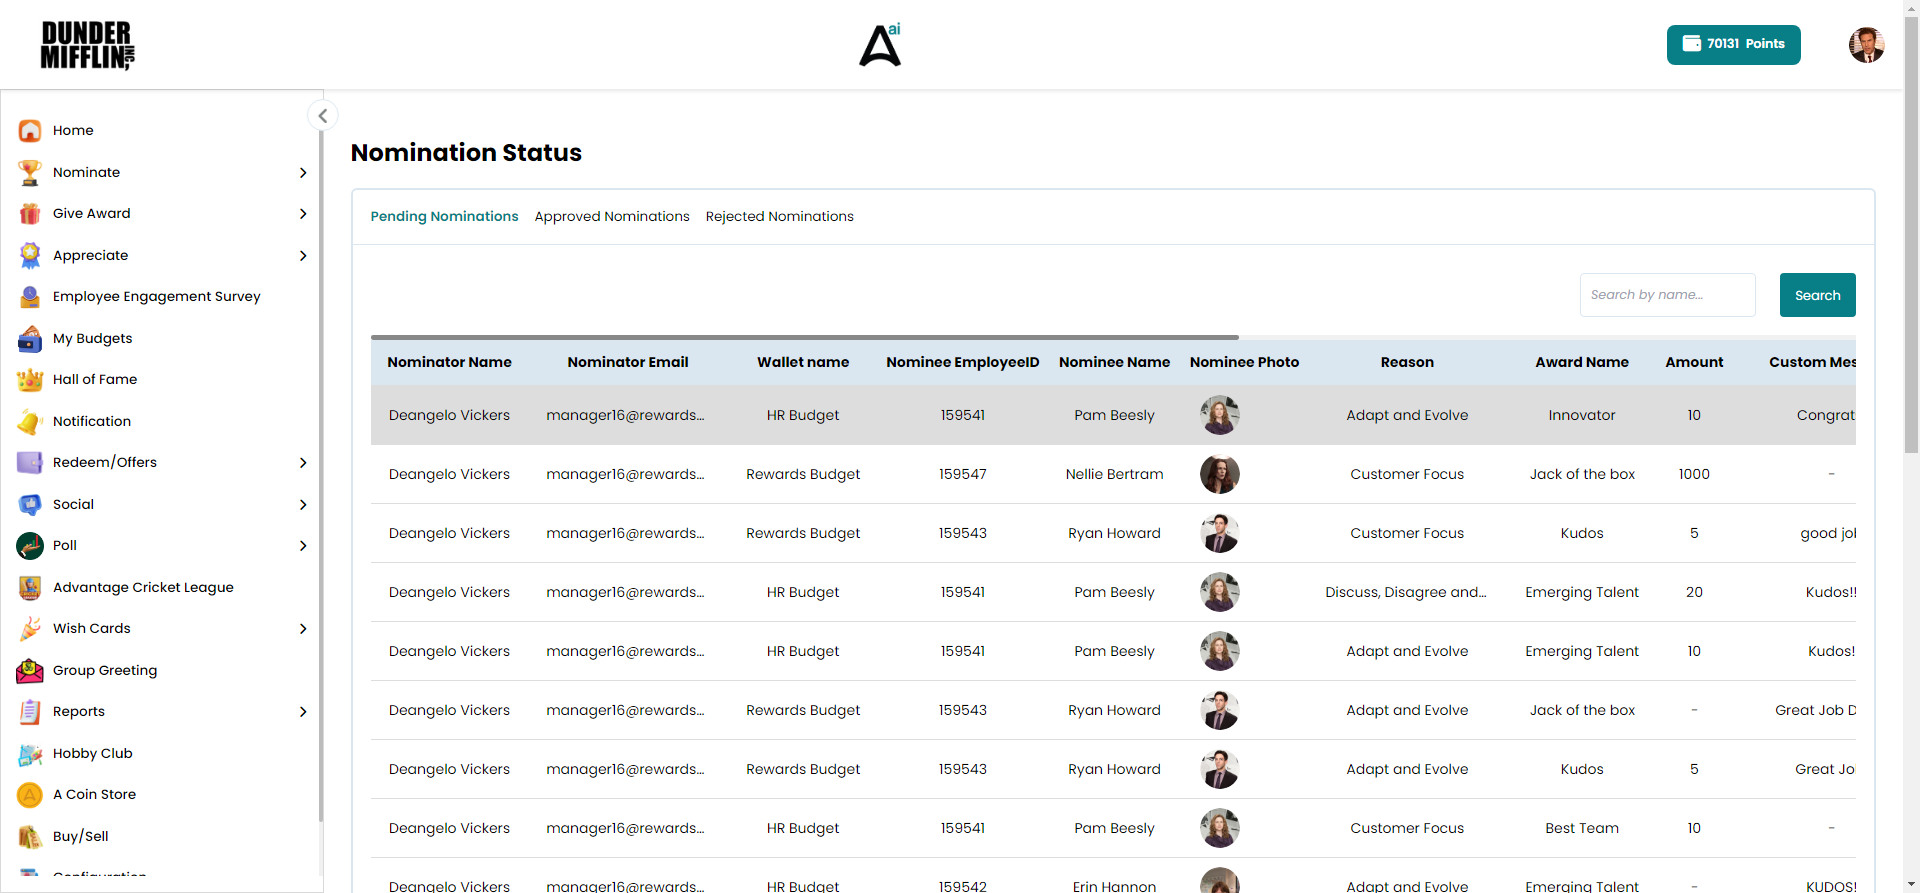 DUNDER
MIFFLIN, INC
ai
70131 Points
Home
Nominate
Give Award
Appreciate
Employee Engagement Survey
My Budgets
Hall of Fame
Notification
Redeem/Offers
Social
Poll
Advantage Cricket League
Wish Cards
Group Greeting
Reports
Hobby Club
A Coin Store
Buy/Sell
Configuration
Nomination Status
Pending Nominations Approved Nominations Rejected Nominations
Search by name... Search
Nominator Name Nominator Email Wallet name Nominee EmployeeID Nominee Name Nominee Photo Reason Award Name Amount Custom Mes
Deangelo Vickers manager16@rewards... HR Budget 159541 Pam Beesly Adapt and Evolve Innovator 10 Congrat
Deangelo Vickers manager16@rewards... Rewards Budget 159547 Nellie Bertram Customer Focus Jack of the box 1000 -
Deangelo Vickers manager16@rewards... Rewards Budget 159543 Ryan Howard Customer Focus Kudos 5 good jo
Deangelo Vickers manager16@rewards... HR Budget 159541 Pam Beesly Discuss, Disagree and... Emerging Talent 20 Kudos!!
Deangelo Vickers manager16@rewards... HR Budget 159541 Pam Beesly Adapt and Evolve Emerging Talent 10 Kudos!
Deangelo Vickers manager16@rewards... Rewards Budget 159543 Ryan Howard Adapt and Evolve Jack of the box - Great Job D
Deangelo Vickers manager16@rewards... Rewards Budget 159543 Ryan Howard Adapt and Evolve Kudos 5 Great Jo
Deangelo Vickers manager16@rewards... HR Budget 159541 Pam Beesly Customer Focus Best Team 10 -
Deangelo Vickers manager16@rewards... HR Budget 159542 Erin Hannon Adapt and Evolve Emerging Talent - KUDOS!